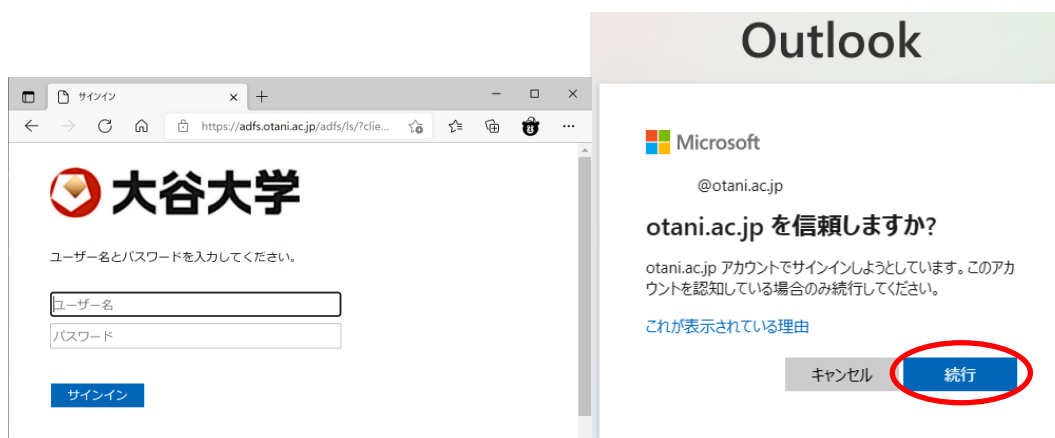 サインイン
https://adfs.otani.ac.jp/adfs/ls/?clie...
大谷大学
ユーザー名とパスワードを入力してください。
ユーザー名
パスワード
サインイン
Outlook
Microsoft
@otani.ac.jp
otani.ac.jp を信頼しますか?
otani.ac.jp アカウントでサインインしようとしています。このアカ
ウントを認知している場合のみ続行してください。
これが表示されている理由
キャンセル
続行